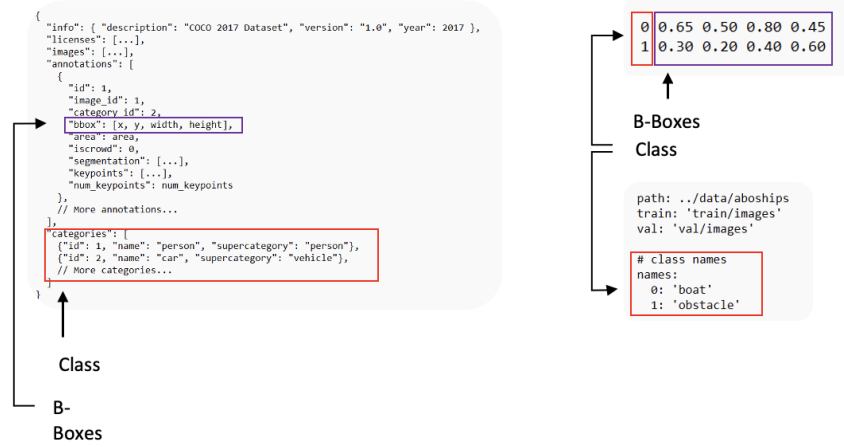 {
"info": { "description": "COCO 2017 Dataset", "version": "1.0", "year": 2017 },
"licenses": [...],
"images": [...],
"annotations": [
{
"id": 1,
"image_id": 1,
"category_id": 2,
"bbox": [x, y, width, height],
"area": area,
"iscrowd": 0,
"segmentation": [...],
"keypoints": [...],
"num_keypoints": num_keypoints
},
// More annotations...
],
"categories": [
{"id": 1, "name": "person", "supercategory": "person"},
{"id": 2, "name": "car", "supercategory": "vehicle"},
// More categories...
]
}
Class
B-
Boxes
0 0.65 0.50 0.80 0.45
1 0.30 0.20 0.40 0.60
B-Boxes
Class
path: ../data/aboships
train: 'train/images'
val: 'val/images'
# class names
names:
0: 'boat'
1: 'obstacle'